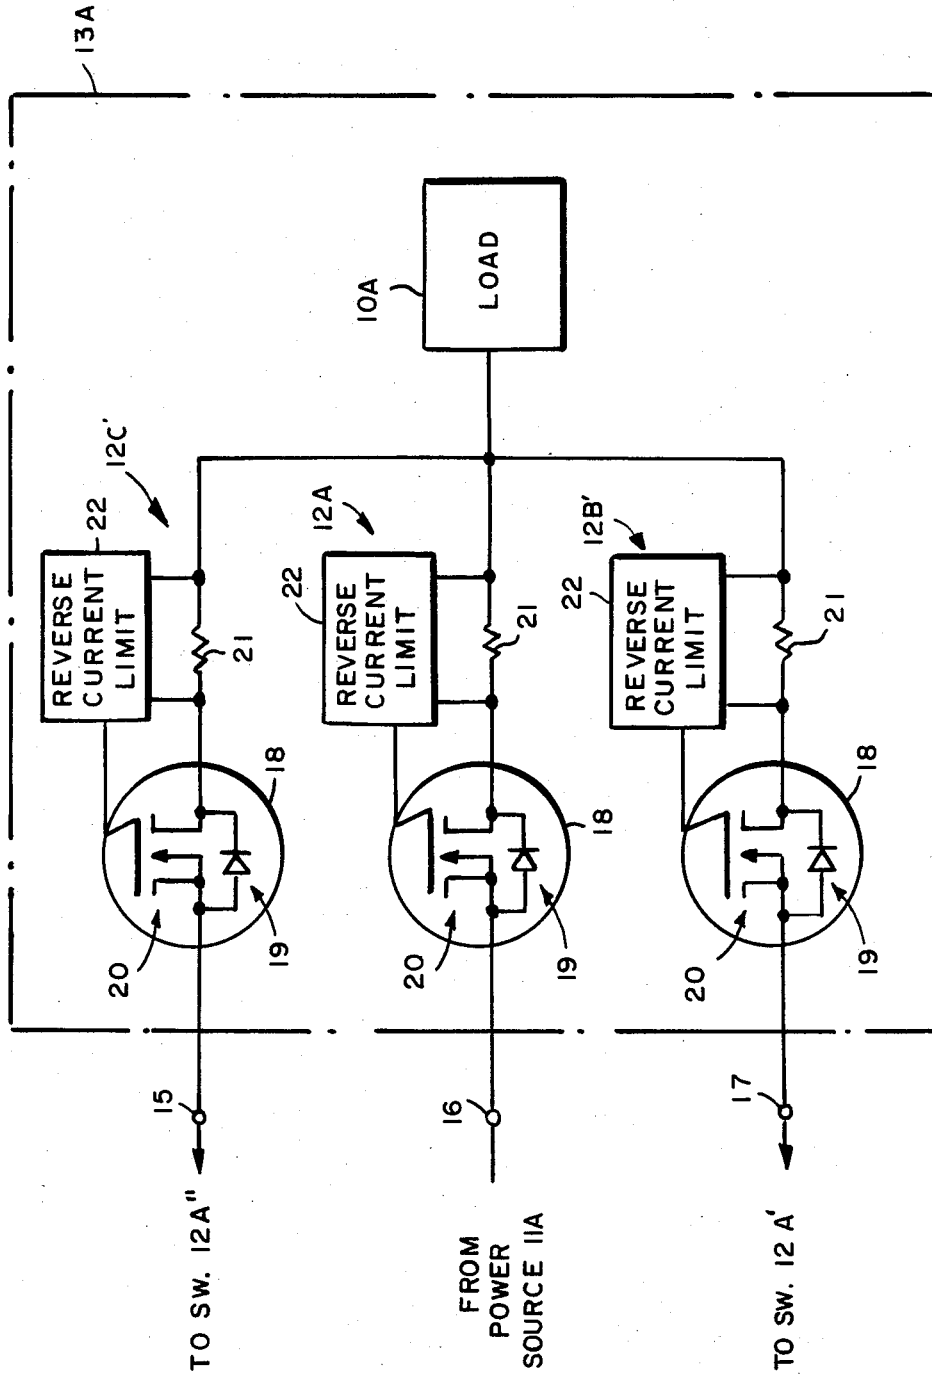 13A
12C'
22
REVERSE
CURRENT
LIMIT
21
18
20
19
15
TO SW. 12A"
10A
LOAD
12A
22
REVERSE
CURRENT
LIMIT
21
18
20
19
16
FROM
POWER
SOURCE 11A
12B'
22
REVERSE
CURRENT
LIMIT
21
18
20
19
17
TO SW. 12A'